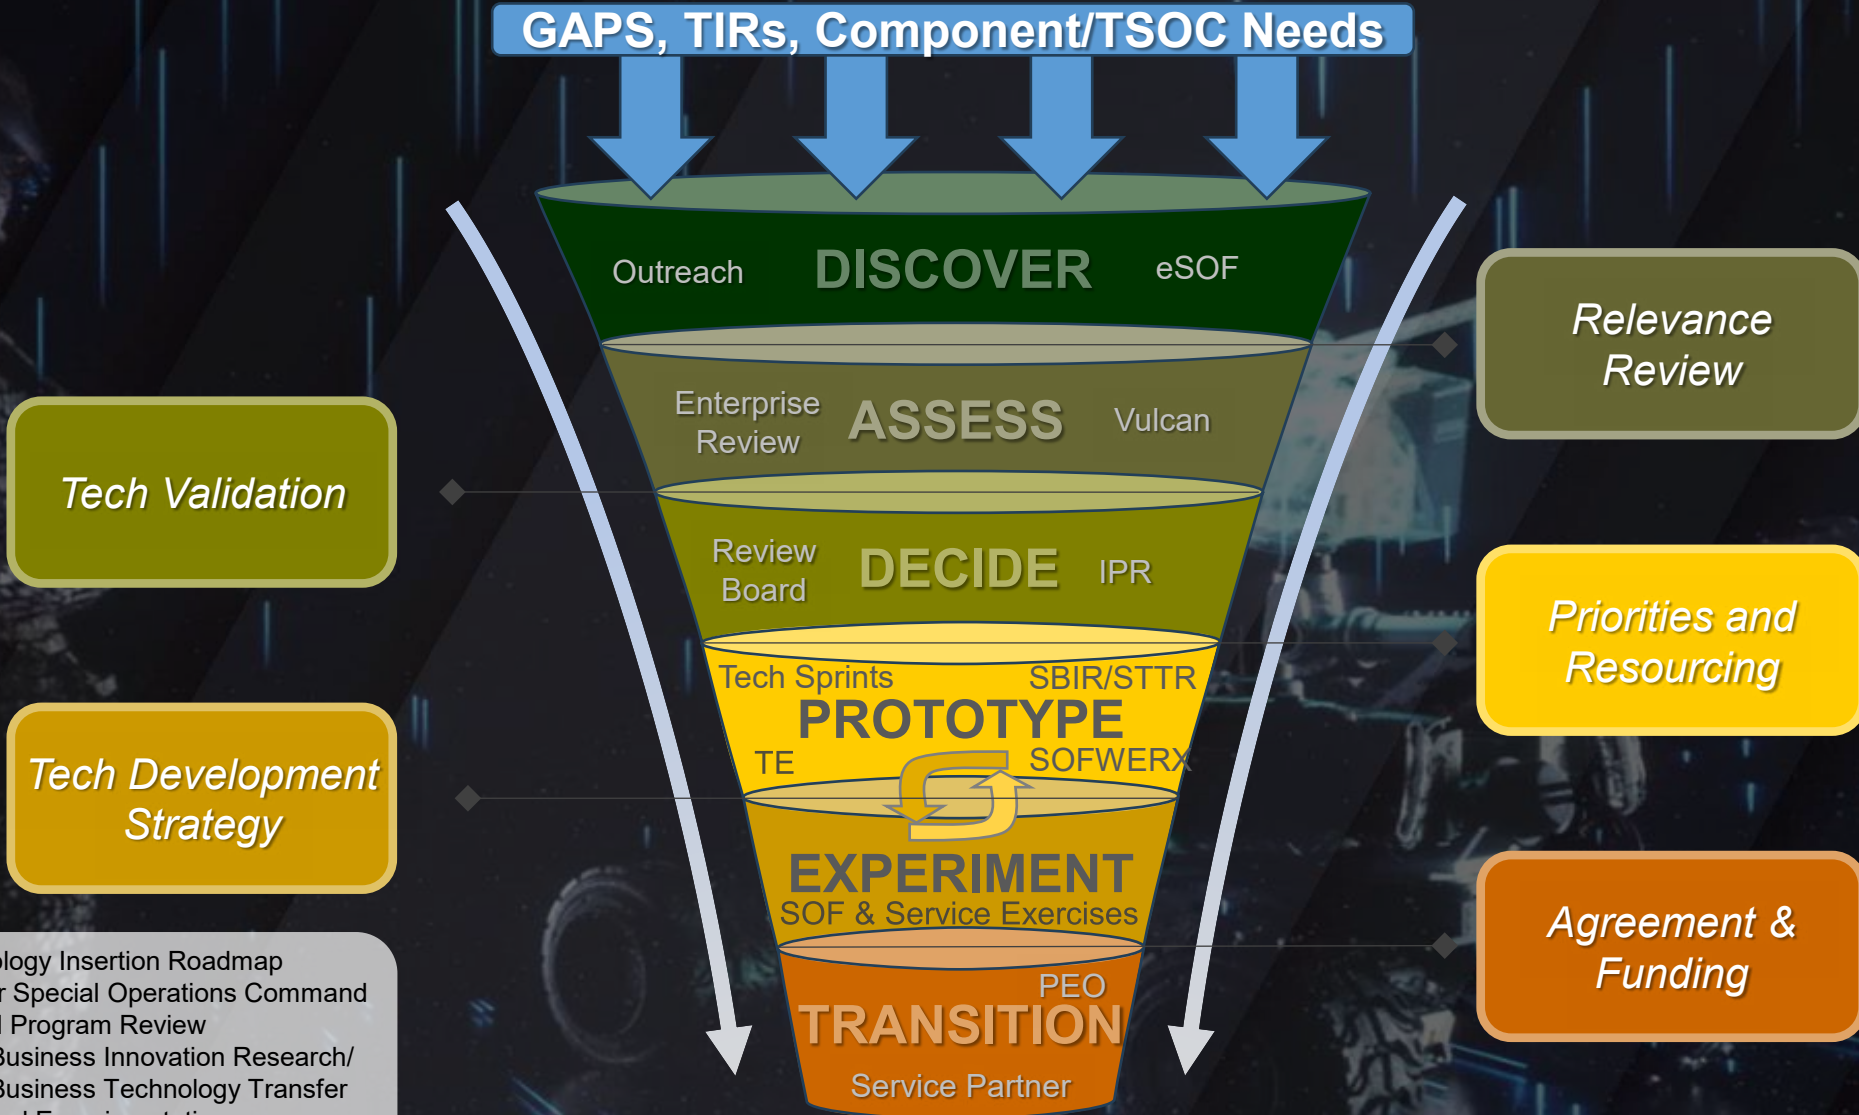 GAPS, TIRs, Component/TSOC Needs
Outreach
DISCOVER
eSOF
Relevance
Review
Enterprise
Review
ASSESS
Vulcan
Tech Validation
Review
Board
DECIDE
IPR
Priorities and
Resourcing
Tech Sprints
SBIR/STTR
PROTOTYPE
TE
SOFWERX
Tech Development
Strategy
EXPERIMENT
SOF & Service Exercises
Agreement &
Funding
PEO
TRANSITION
Service Partner
Insertion Roadmap
Special Operations Command
Program Review
Business Innovation Research/
Business Technology Transfer